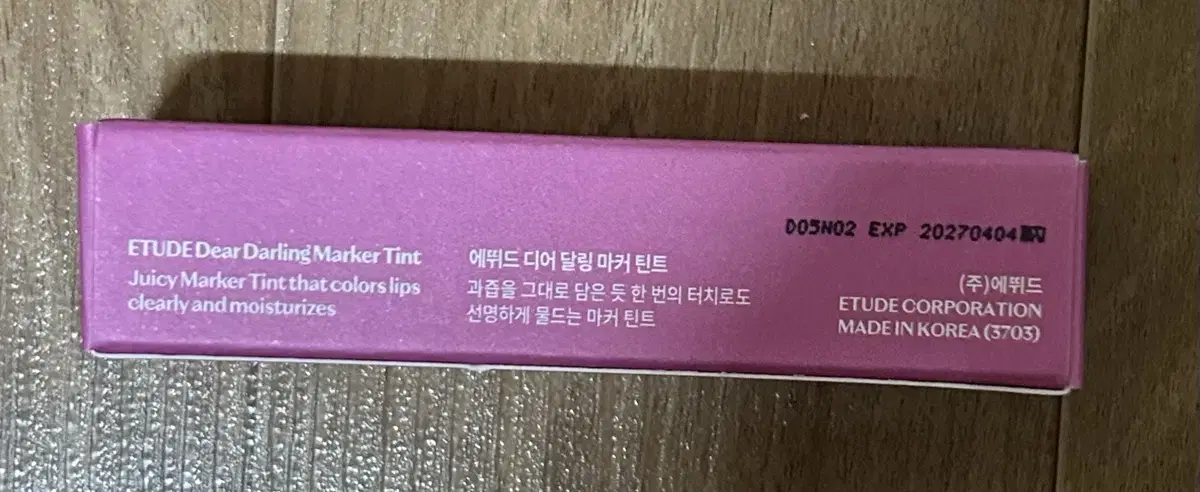 ETUDE Dear Darling Marker Tint
Juicy Marker Tint that colors lips
clearly and moisturizes
에뛰드 디어 달링 마커 틴트
과즙을 그대로 담은 듯 한 번의 터치로도
선명하게 물드는 마커 틴트
D05N02 EXP 20270404
(주)에뛰드
ETUDE CORPORATION
MADE IN KOREA (3703)